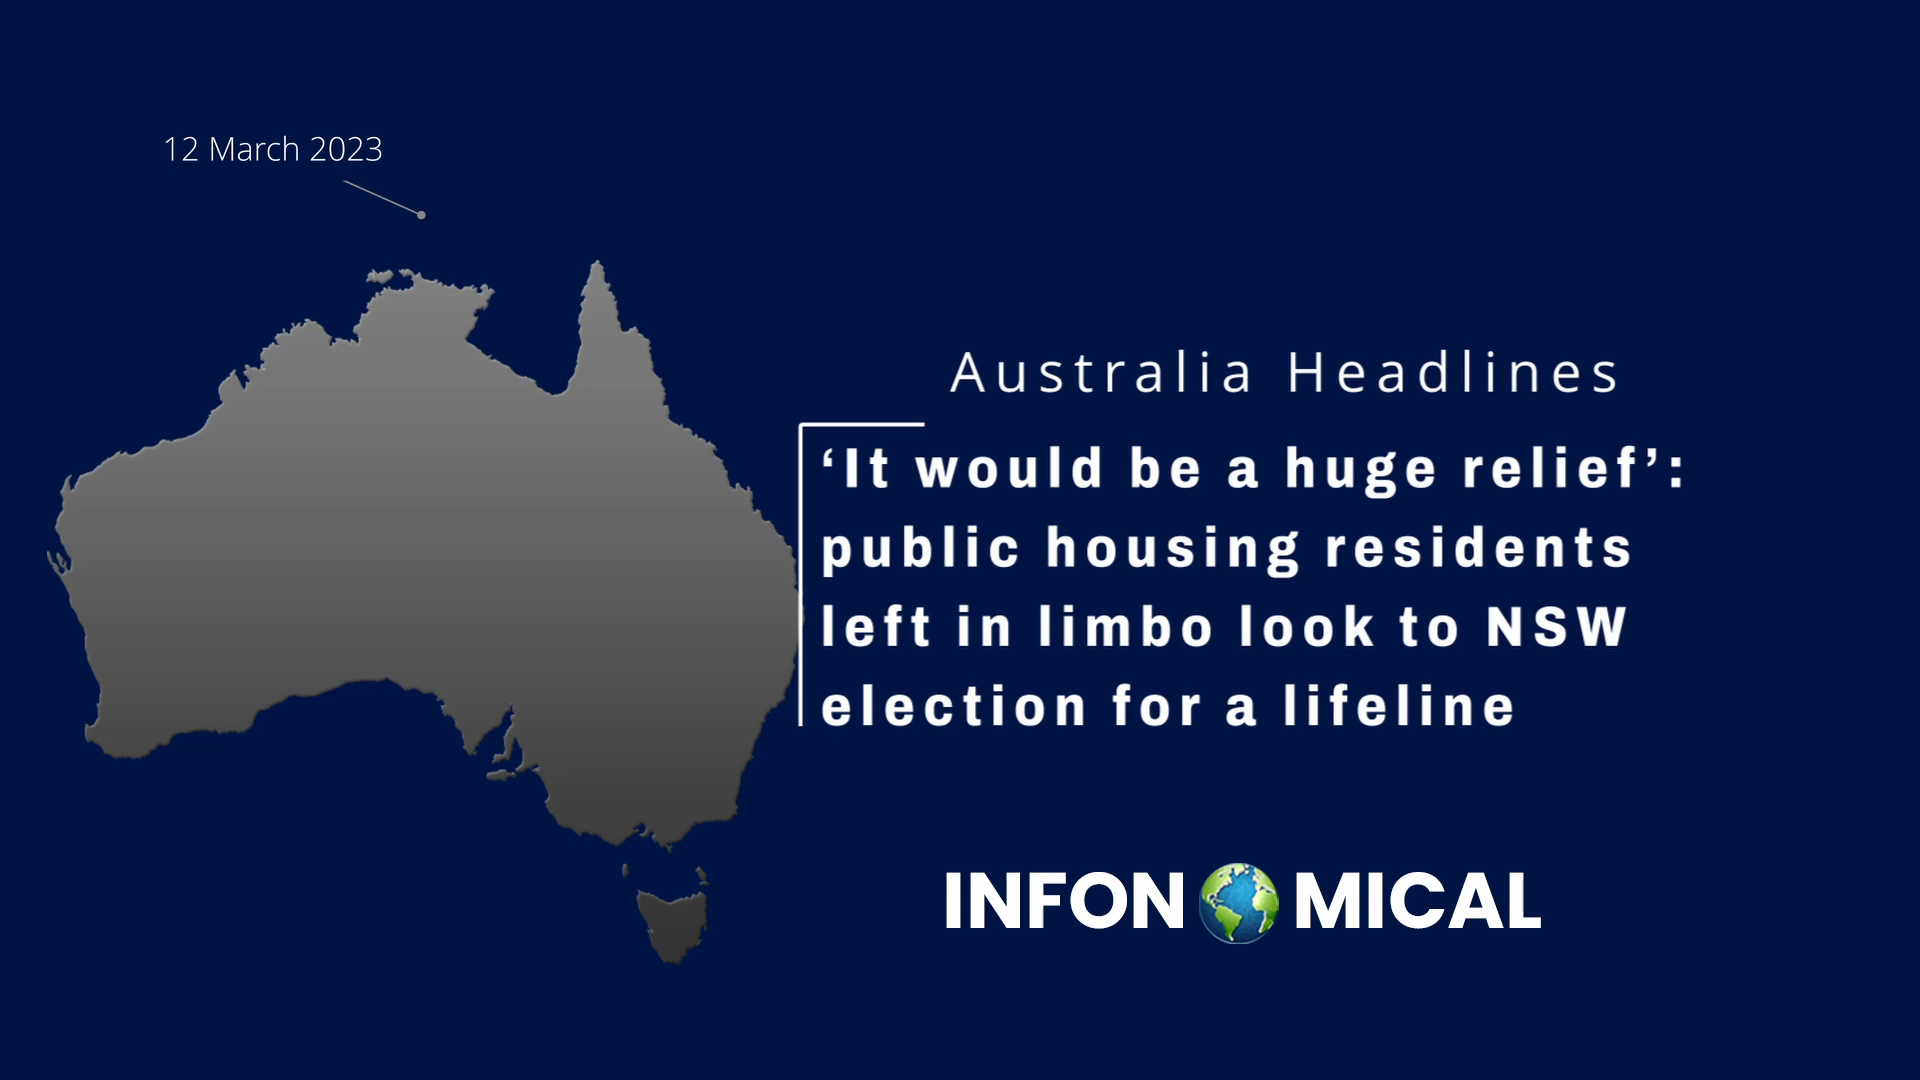 12 March 2023
Australia Headlines
‘It would be a huge relief’:
public housing residents
left in limbo look to NSW
election for a lifeline
INFON MICAL